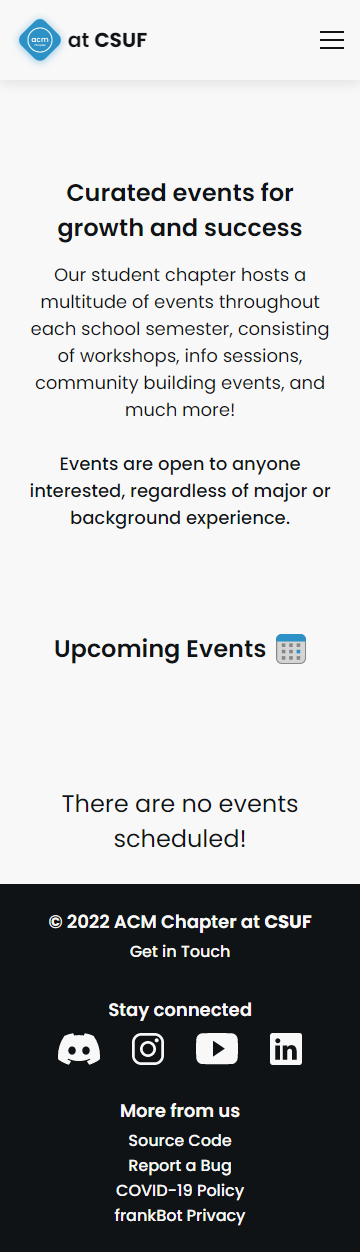 acm
at CSUF
Curated events for
growth and success
Our student chapter hosts a
multitude of events throughout
each school semester, consisting
of workshops, info sessions,
community building events, and
much more!
Events are open to anyone
interested, regardless of major or
background experience.
Upcoming Events
There are no events
scheduled!
© 2022 ACM Chapter at CSUF
Get in Touch
Stay connected
in
More from us
Source Code
Report a Bug
COVID-19 Policy
frankBot Privacy